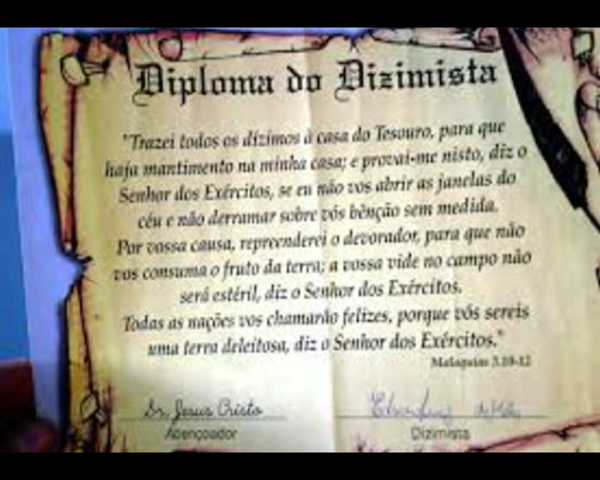 Diploma do Dizimista
"Trazei todos os dízimos à casa do Tesouro, para que
haja mantimento na minha casa; e provai-me nisto, diz o
Senhor dos Exércitos, se eu não vos abrir as janelas do
céu e não derramar sobre vós bênção sem medida.
Por vossa causa, repreenderei o devorador, para que não
vos consuma o fruto da terra; a vossa vide no campo não
será estéril, diz o Senhor dos Exércitos.
Todas as nações vos chamarão felizes, porque vós sereis
uma terra deleitosa, diz o Senhor dos Exércitos."
Malaquias 3.10-12
Sr. Jesus Cristo
Abençoador
Dizimista